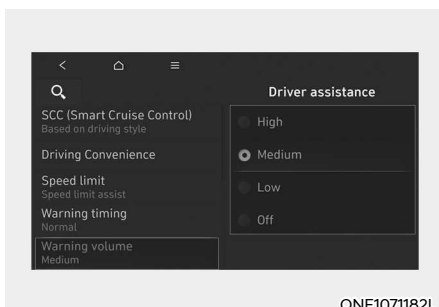 Driver assistance
SCC (Smart Cruise Control)
Based on driving style
Driving Convenience
Speed limit
Speed limit assist
Warning timing
Normal
Warning volume
Medium
High
Medium
Low
Off